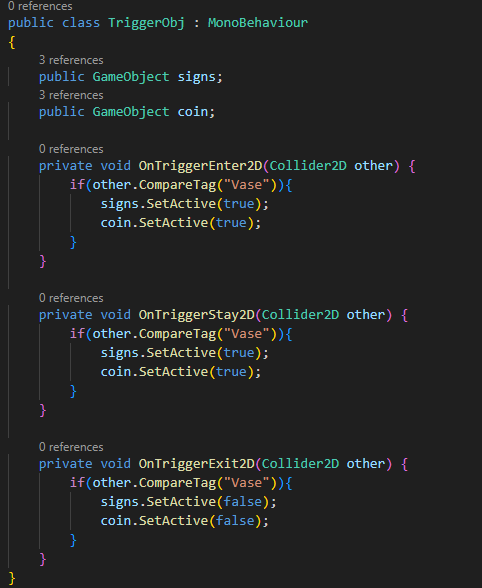 0 references
public class TriggerObj : MonoBehaviour
{
3 references
public GameObject signs;
3 references
public GameObject coin;
0 references
private void OnTriggerEnter2D(Collider2D other) {
if(other.CompareTag("Vase")){
signs.SetActive(true);
coin.SetActive(true);
}
}
0 references
private void OnTriggerStay2D(Collider2D other) {
if(other.CompareTag("Vase")){
signs.SetActive(true);
coin.SetActive(true);
}
}
0 references
private void OnTriggerExit2D(Collider2D other) {
if(other.CompareTag("Vase")){
signs.SetActive(false);
coin.SetActive(false);
}
}
}